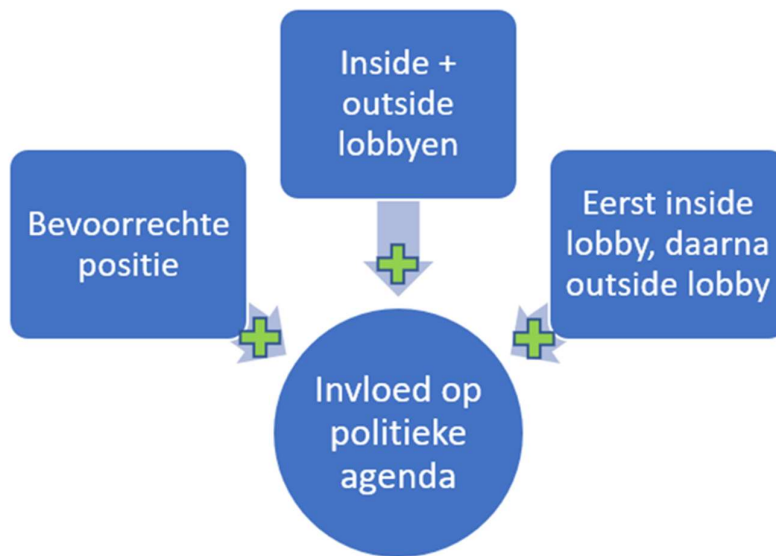 Inside +
outside
lobbyen
Bevoorrechte
positie
Eerst inside
lobby, daarna
outside lobby
Invloed op
politieke
agenda